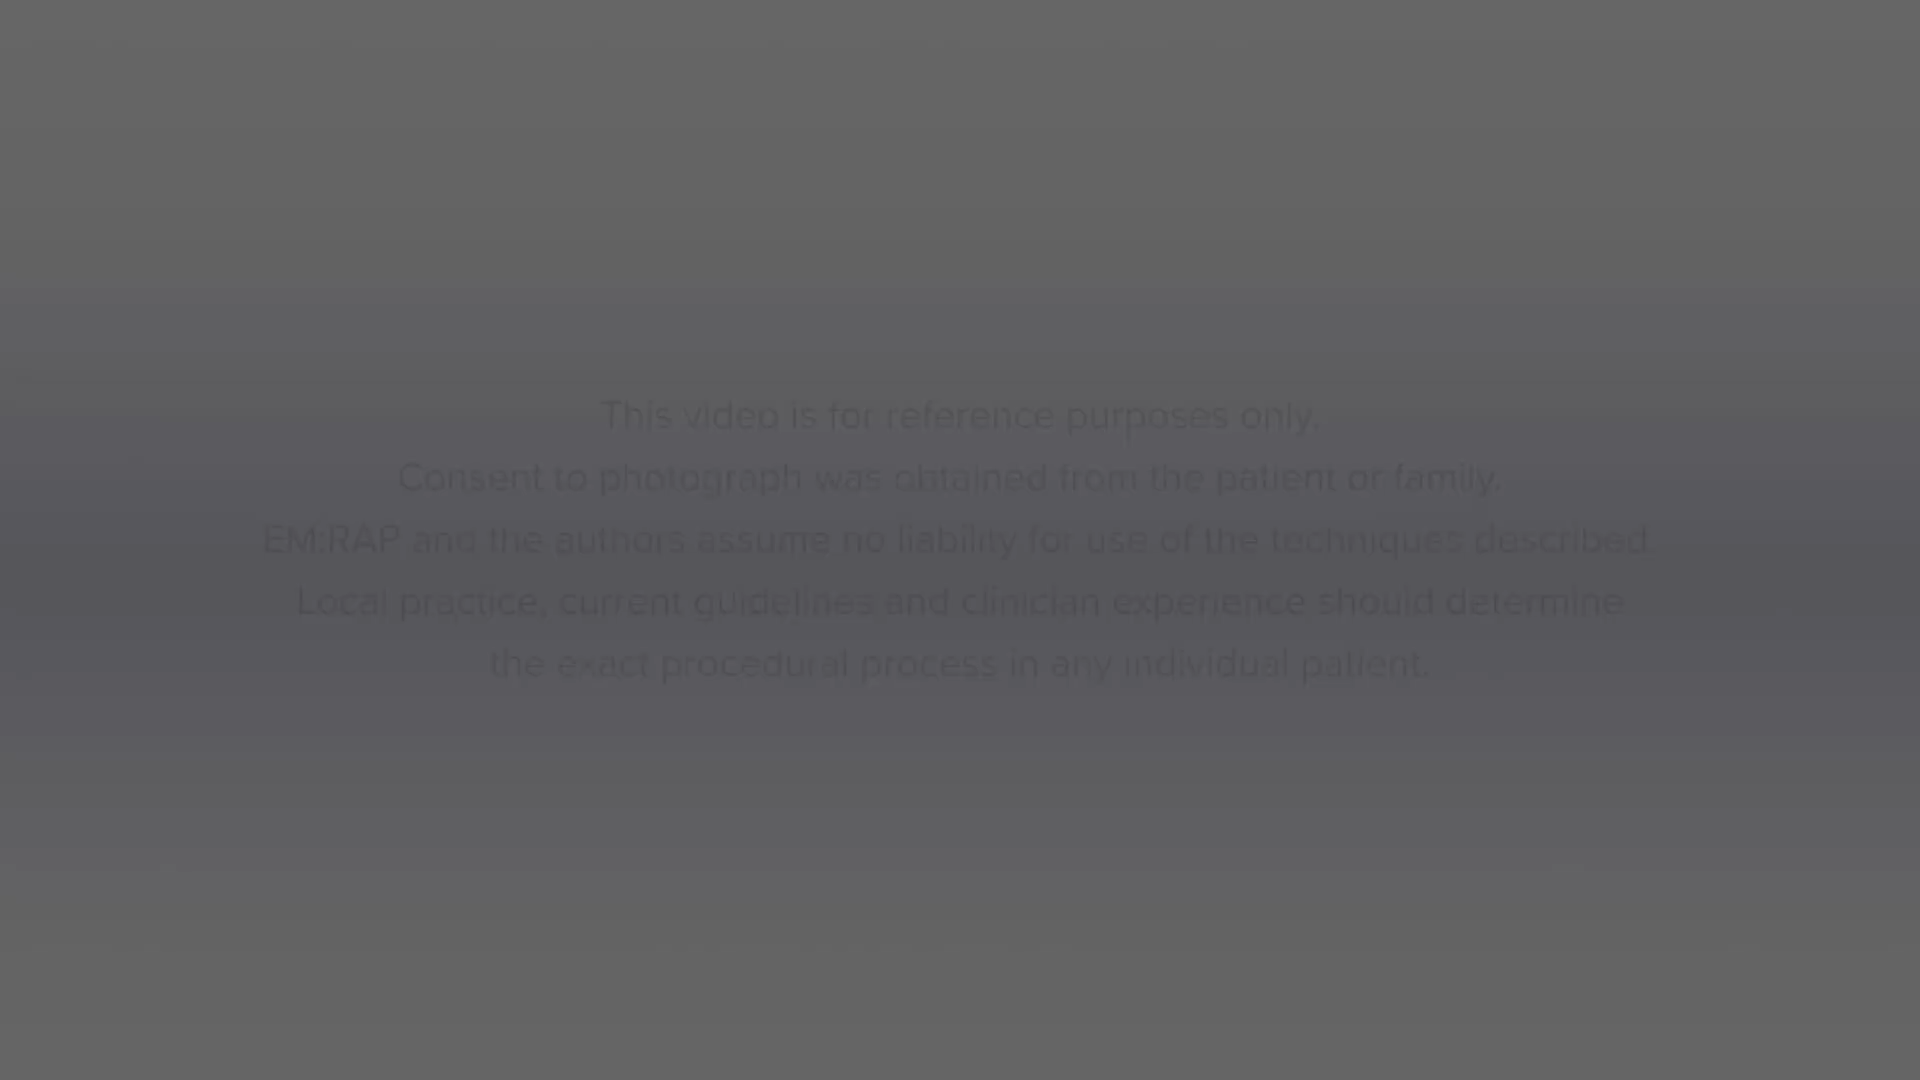 This video is for reference purposes only.
Consent to photograph was obtained from the patient or family.
EM:RAP and the authors assume no liability for use of the techniques described.
Local practice, current guidelines and clinician experience should determine
the exact procedural process in any individual patient.